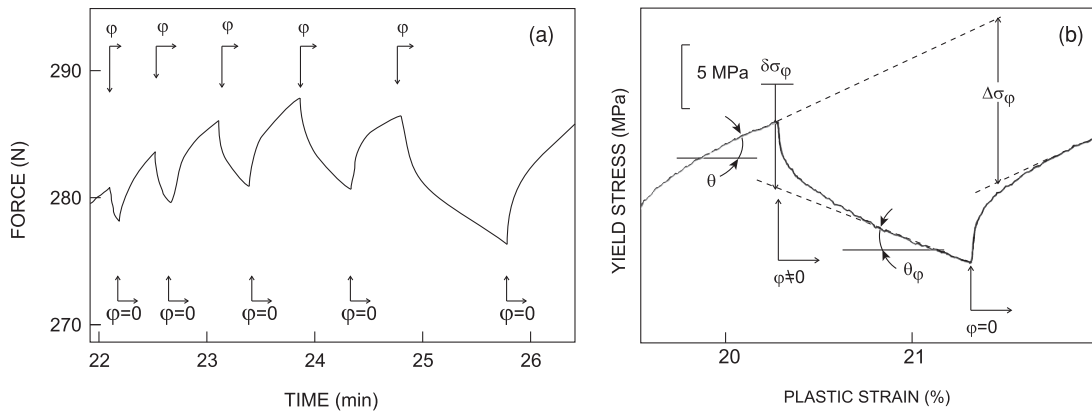 φ φ φ φ φ (a)
290
280
270
FORCE (N)
φ=0 φ=0 φ=0 φ=0 φ=0
22 23 24 25 26
TIME (min)
(b)
5 MPa
δσφ
Δσφ
θ
θφ
φ≠0
φ=0
YIELD STRESS (MPa)
20 21
PLASTIC STRAIN (%)